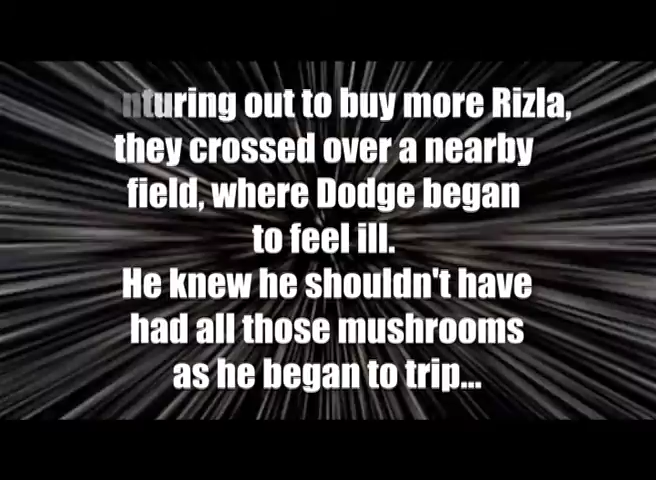 enturing out to buy more Rizla,
they crossed over a nearby
field, where Dodge began
to feel ill.
He knew he shouldn't have
had all those mushrooms
as he began to trip...